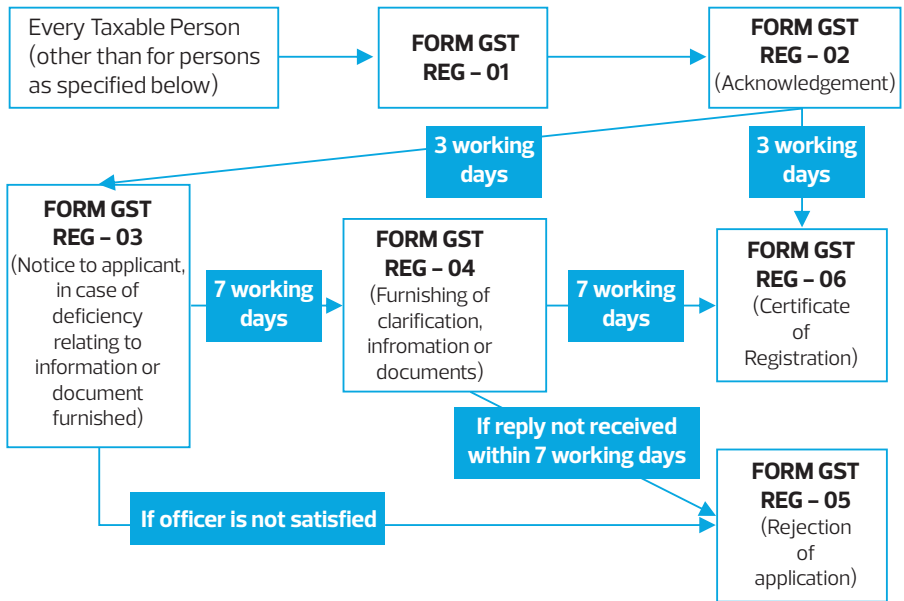 Every Taxable Person
(other than for persons
as specified below)
FORM GST
REG – 01
FORM GST
REG – 02
(Acknowledgement)
3 working
days
3 working
days
FORM GST
REG – 03
(Notice to applicant,
in case of
deficiency
relating to
information or
document
furnished)
7 working
days
FORM GST
REG – 04
(Furnishing of
clarification,
infromation or
documents)
7 working
days
FORM GST
REG – 06
(Certificate
of
Registration)
If reply not received
within 7 working days
If officer is not satisfied
FORM GST
REG – 05
(Rejection
of
application)